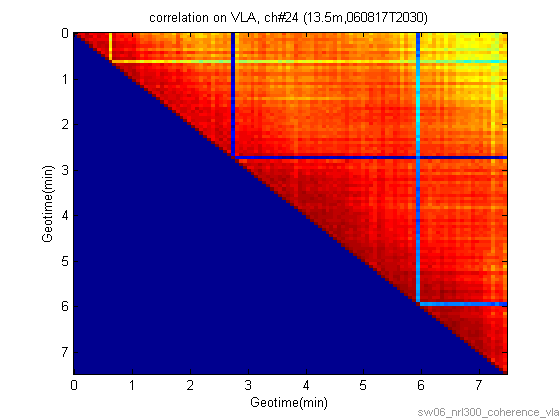 correlation on VLA, ch#24 (13.5m,060817T2030)
0
1
2
3
4
5
6
7
Geotime(min)
0 1 2 3 4 5 6 7
Geotime(min)
sw06_nrl300_coherence_vla